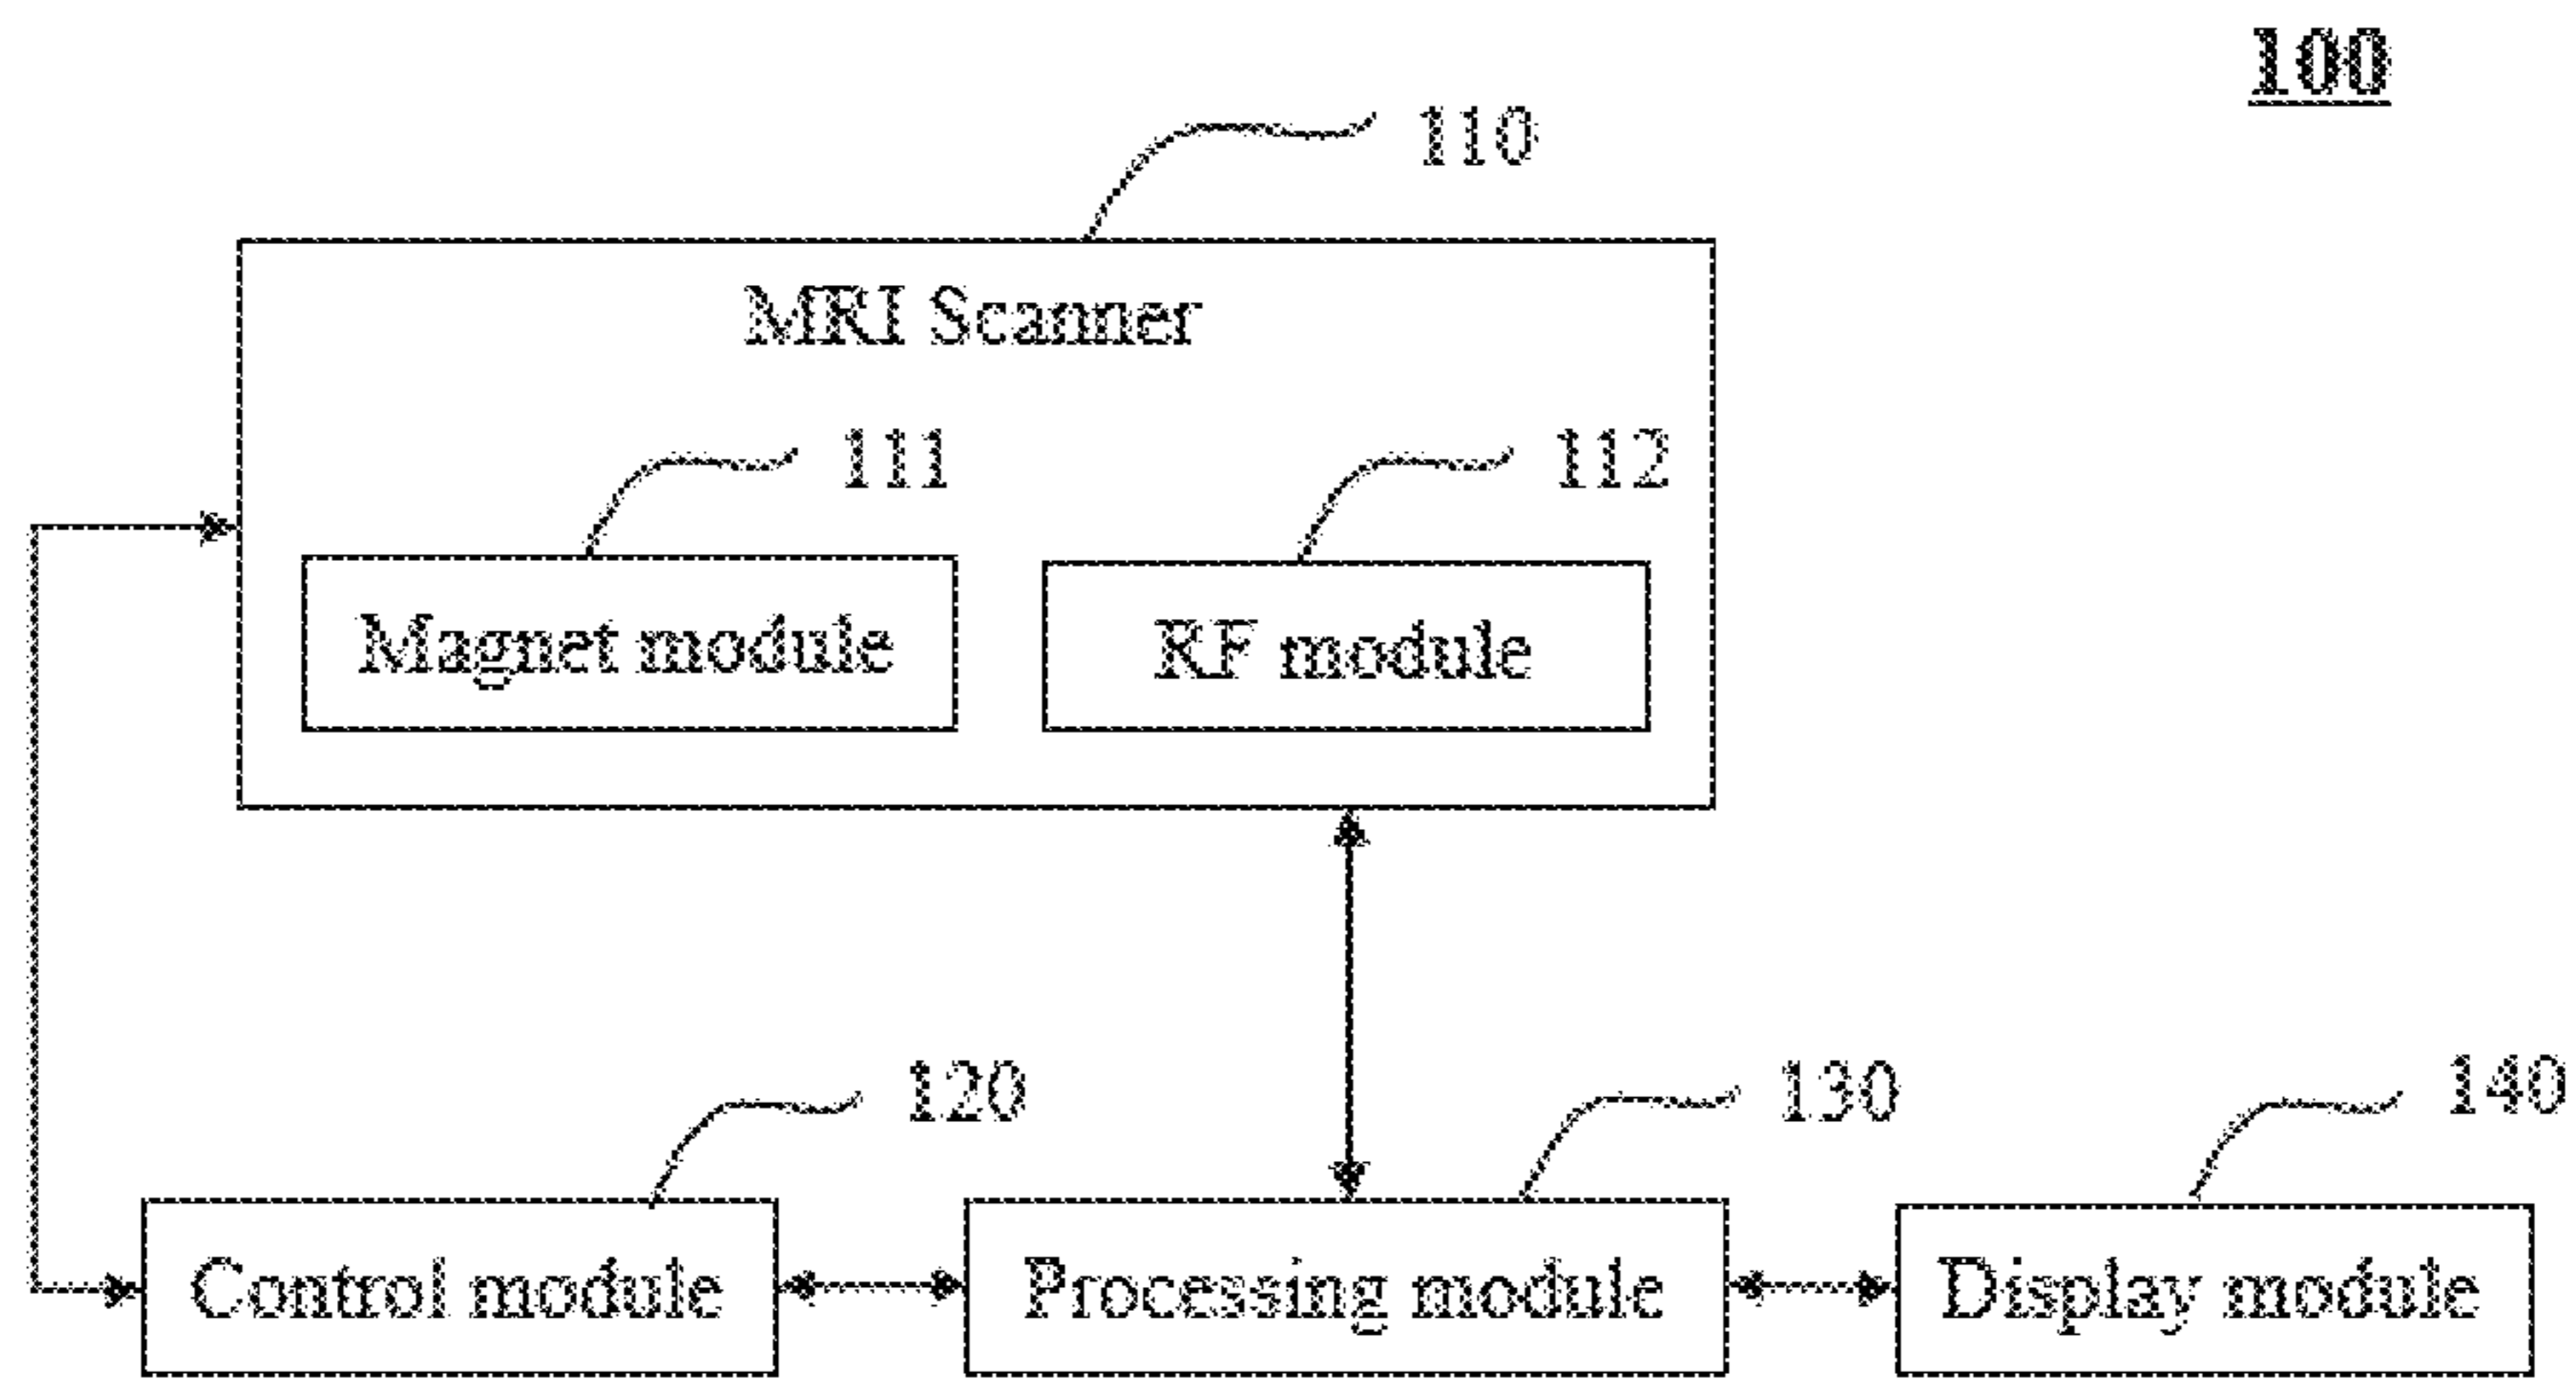 100
110
MRI Scanner
111
112
Magnet module
RF module
120
130
140
Control module
Processing module
Display module